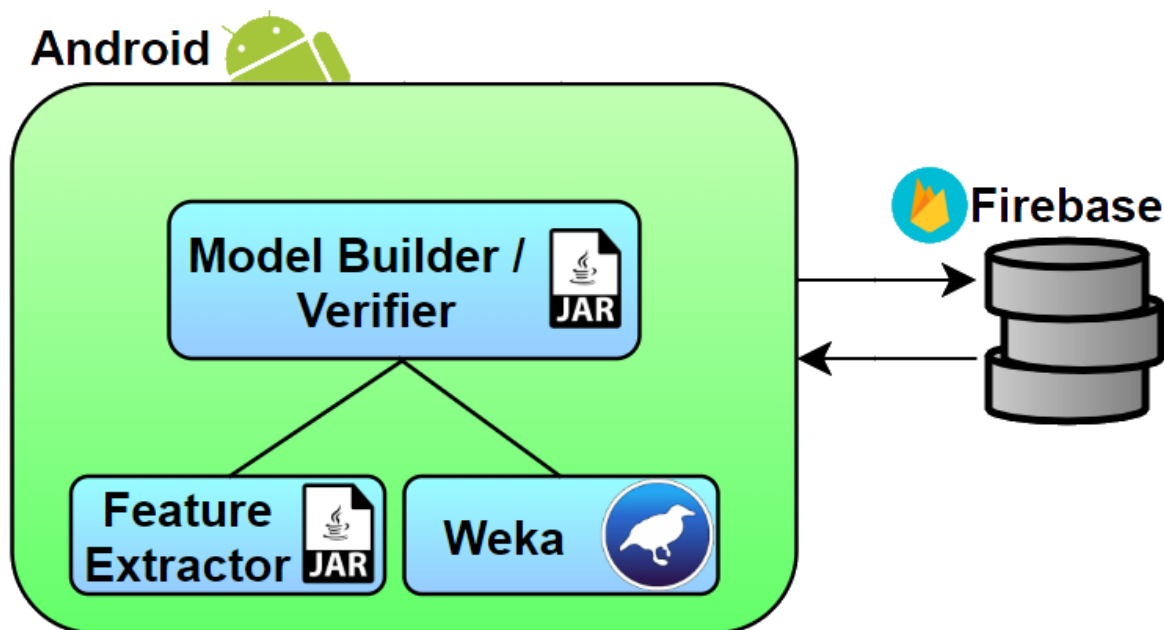 Android
Firebase
Model Builder /
Verifier
JAR
Feature
Extractor
JAR
Weka